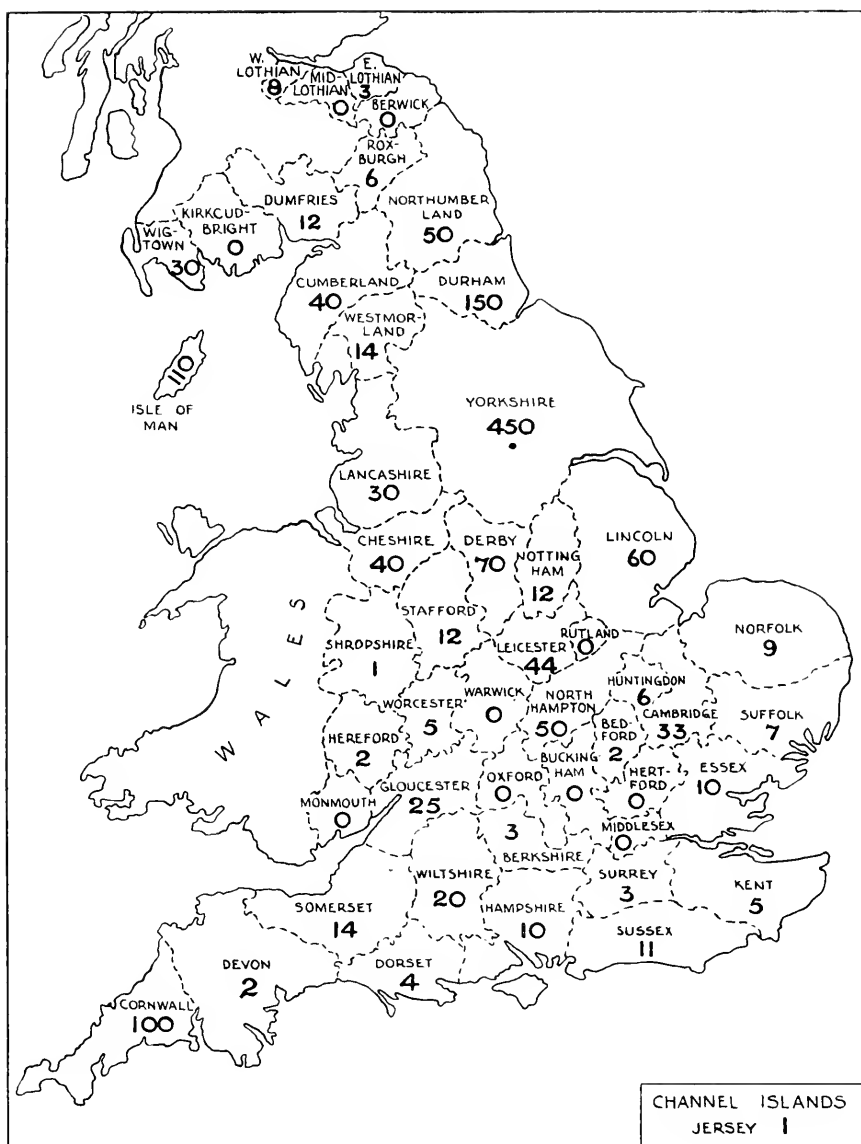 W.
LOTHIAN
8
MID-
LOTHIAN
0
E.
LOTHIAN
3
BERWICK
0
ROX-
BURGH
6
DUMFRIES
12
KIRKCUD-
BRIGHT
0
WIG-
TOWN
30
NORTHUMBER
LAND
50
CUMBERLAND
40
DURHAM
150
WESTMOR-
LAND
14
110
ISLE OF
MAN
YORKSHIRE
450
LANCASHIRE
30
CHESHIRE
40
DERBY
70
NOTTING
HAM
12
LINCOLN
60
WALES
SHROPSHIRE
1
STAFFORD
12
LEICESTER
44
RUTLAND
0
NORFOLK
9
HUNTINGDON
6
HEREFORD
2
WORCESTER
5
WARWICK
0
NORTH
HAMPTON
50
BED-
FORD
2
CAMBRIDGE
33
SUFFOLK
7
MONMOUTH
0
GLOUCESTER
25
OXFORD
0
BUCKING
HAM
0
HERT-
FORD
0
ESSEX
10
MIDDLESEX
0
3
BERKSHIRE
SOMERSET
14
WILTSHIRE
20
HAMPSHIRE
10
SURREY
3
KENT
5
SUSSEX
11
CORNWALL
100
DEVON
2
DORSET
4
CHANNEL ISLANDS
JERSEY 1